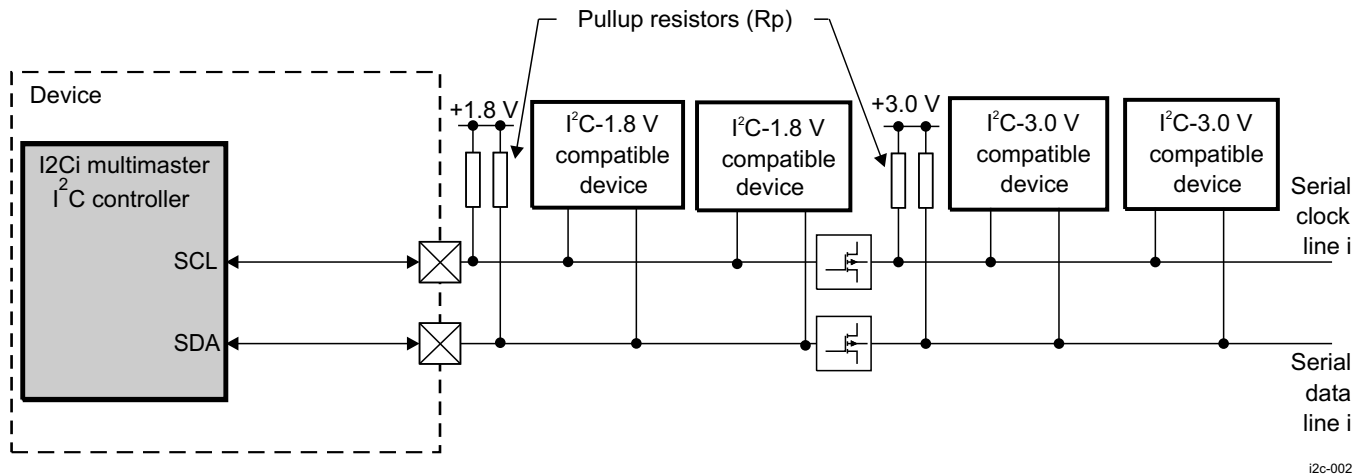 Pullup resistors (Rp)
Device
+1.8 V
I²C-1.8 V
compatible
device
I²C-1.8 V
compatible
device
+3.0 V
I²C-3.0 V
compatible
device
I²C-3.0 V
compatible
device
I2Ci multimaster
I²C controller
SCL
SDA
Serial
clock
line i
Serial
data
line i
i2c-002